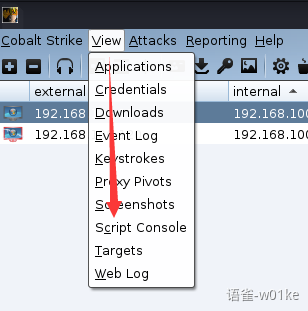 Cobalt Strike View Attacks Reporting Help
external internal
192.168 192.168.100
192.168 192.168.100
Applications
Credentials
Downloads
Event Log
Keystrokes
Proxy Pivots
Screenshots
Script Console
Targets
Web Log
语雀-w01ke